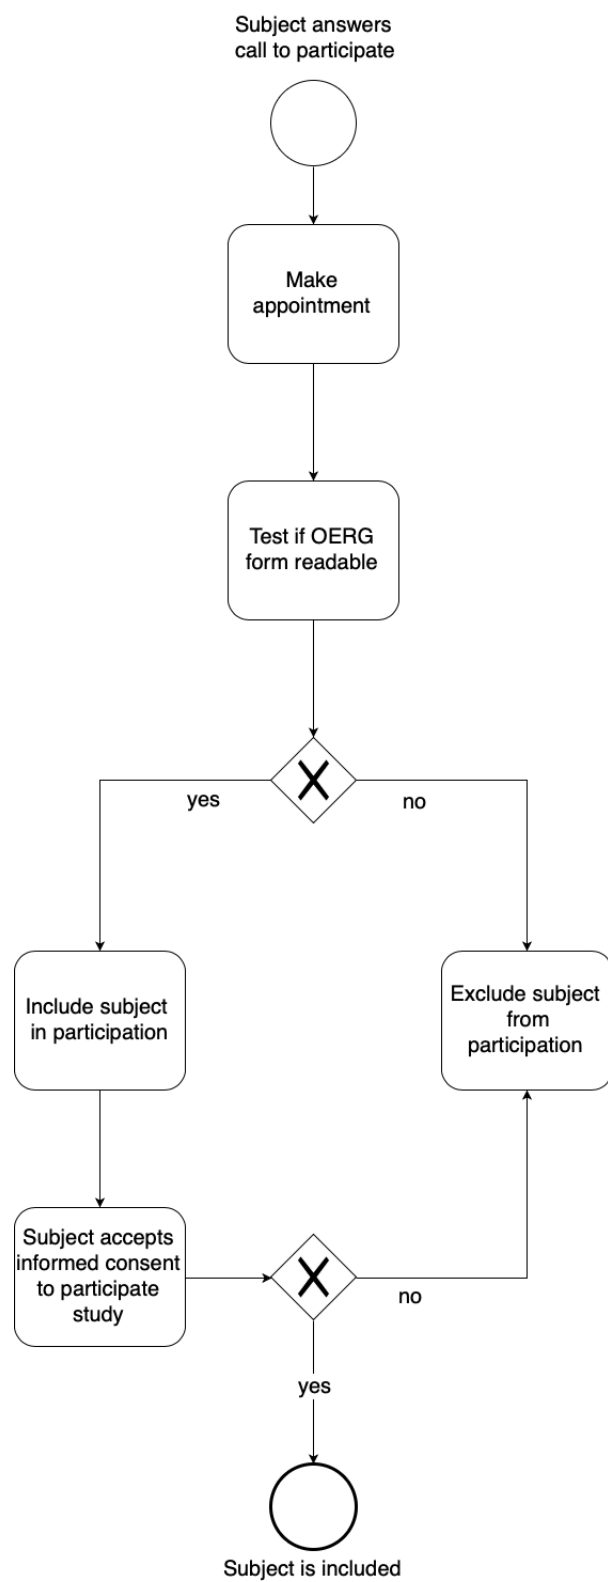 Subject answers
call to participate
Make
appointment
Test if OERG
form readable
yes
no
Include subject
in participation
Exclude subject
from
participation
Subject accepts
informed consent
to participate
study
no
yes
Subject is included